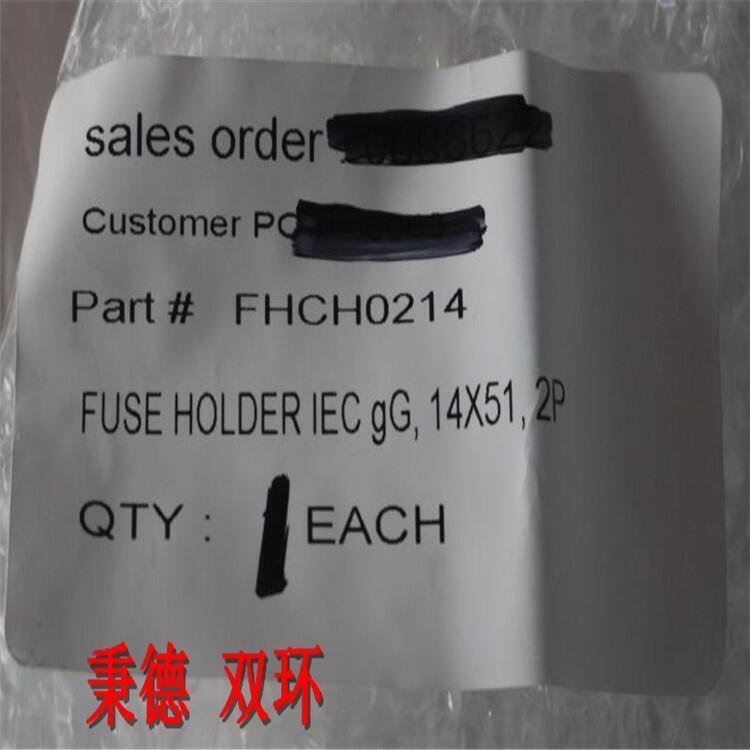 sales order
Customer PO
Part # FHCH0214
FUSE HOLDER IEC gG, 14X51, 2P
QTY : EACH
秉德 双环